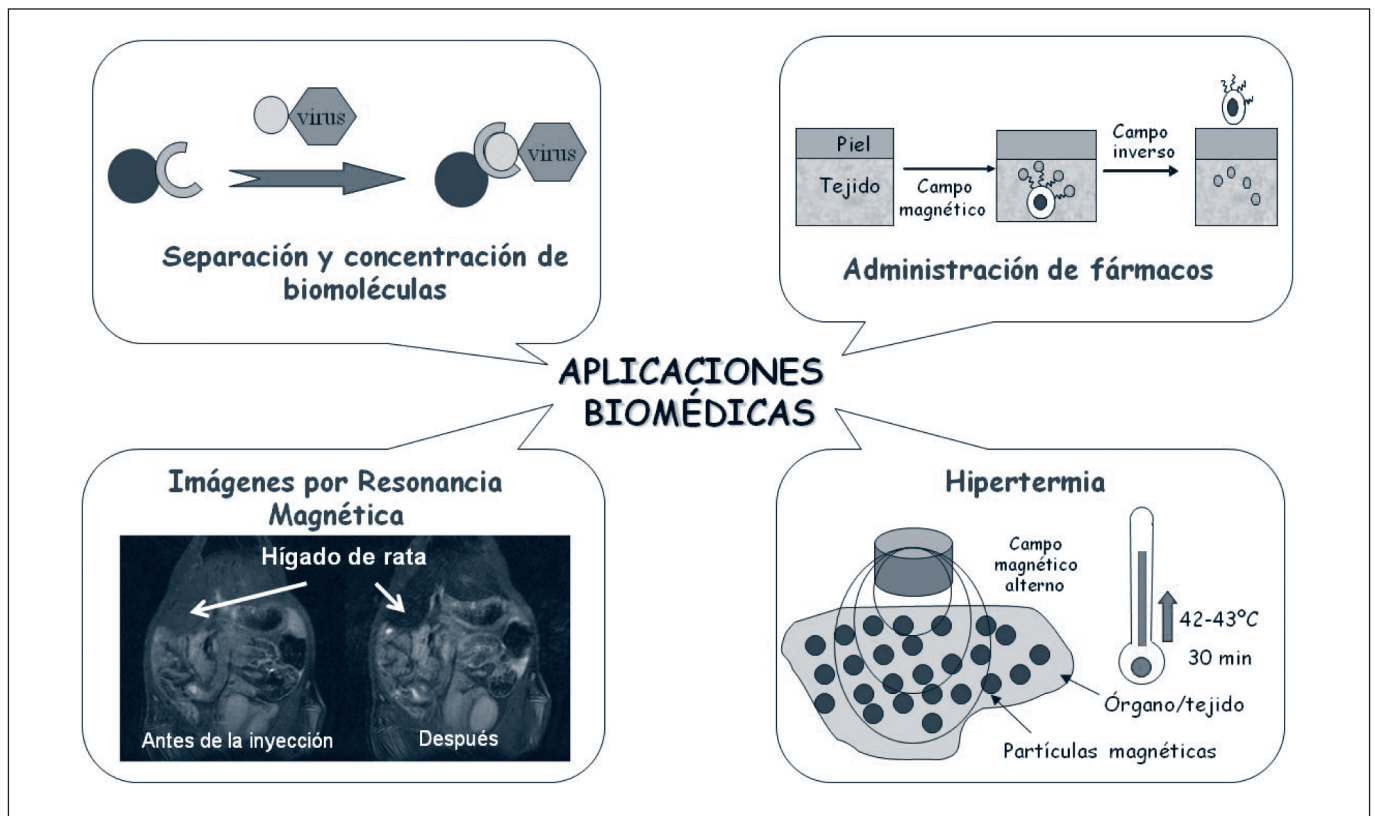 virus
virus
Separación y concentración de
biomoléculas
Piel
Tejido
Campo
magnético
Campo
inverso
Administración de fármacos
APLICACIONES
BIOMÉDICAS
Imágenes por Resonancia
Magnética
Hígado de rata
Antes de la inyección
Después
Hipertermia
Campo
magnético
alterno
42-43ºC
30 min
Órgano/tejido
Partículas magnéticas